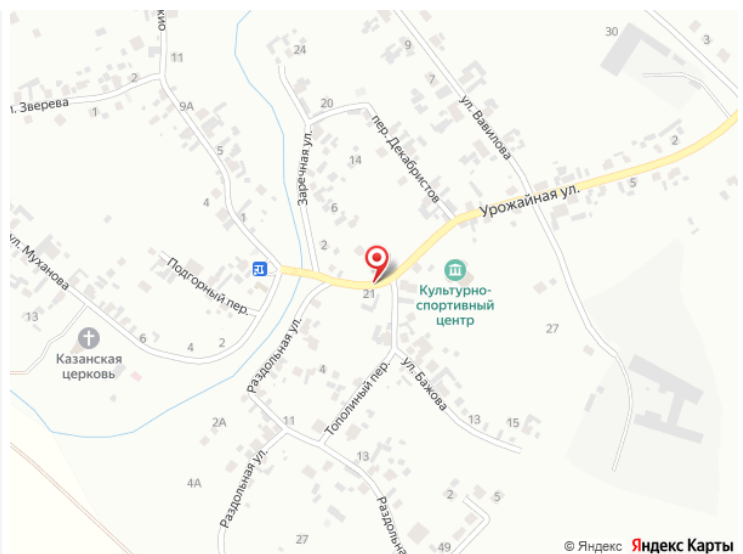 30
3
24
9
11
2
ул. Зверева
1
9А
20
7
ул. Вавилова
пер. Декабристов
14
Заречная ул.
2
5
5
4
1
6
Урожайная ул.
ул. Муханова
Подгорный пер.
2
21
Культурно-
спортивный
центр
27
13
Казанская
церковь
6
4
2
Раздольная ул.
4
Тополиный пер.
ул. Бажова
13
15
2А
11
Раздольная ул.
13
4А
2
5
Раздольна
27
49
© Яндекс Яндекс Карты